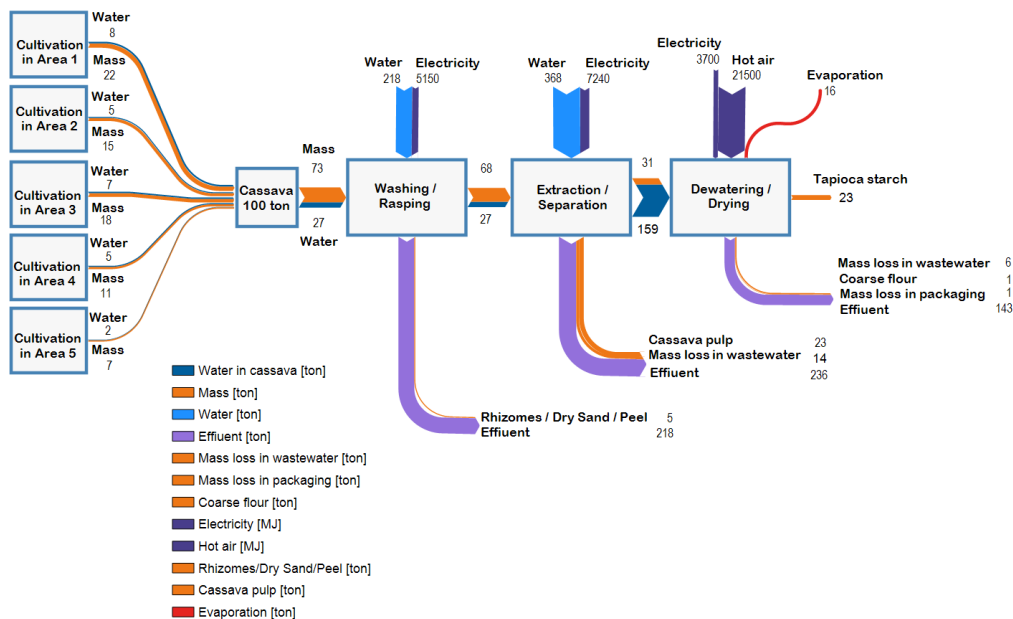 Water
8
Cultivation
in Area 1
Mass
22
Water
5
Cultivation
in Area 2
Mass
15
Water
7
Cultivation
in Area 3
Mass
18
Water
5
Cultivation
in Area 4
Mass
11
Water
2
Cultivation
in Area 5
Mass
7
Cassava
100 ton
Mass
73
27
Water
Water Electricity
218 5150
Washing /
Rasping
68
27
Water Electricity
368 7240
Extraction /
Separation
31
159
Electricity
3700 Hot air
21500
Dewatering /
Drying
Evaporation
16
Tapioca starch
23
Mass loss in wastewater 6
Coarse flour 1
Mass loss in packaging 1
Effiuent 143
Cassava pulp 23
Mass loss in wastewater 14
Effiuent 236
Rhizomes / Dry Sand / Peel 5
Effiuent 218
Water in cassava [ton]
Mass [ton]
Water [ton]
Effiuent [ton]
Mass loss in wastewater [ton]
Mass loss in packaging [ton]
Coarse flour [ton]
Electricity [MJ]
Hot air [MJ]
Rhizomes/Dry Sand/Peel [ton]
Cassava pulp [ton]
Evaporation [ton]